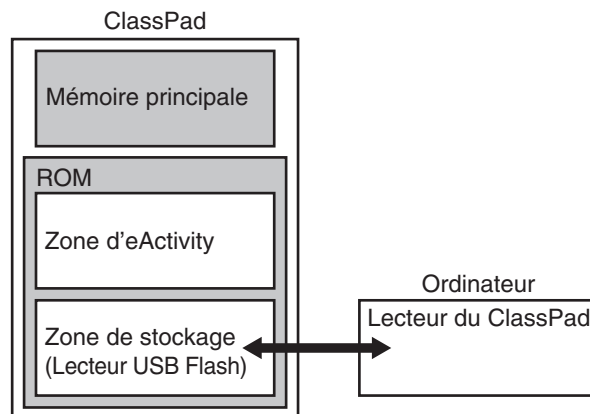 ClassPad
Mémoire principale
ROM
Zone d'eActivity
Zone de stockage
(Lecteur USB Flash)
Ordinateur
Lecteur du ClassPad